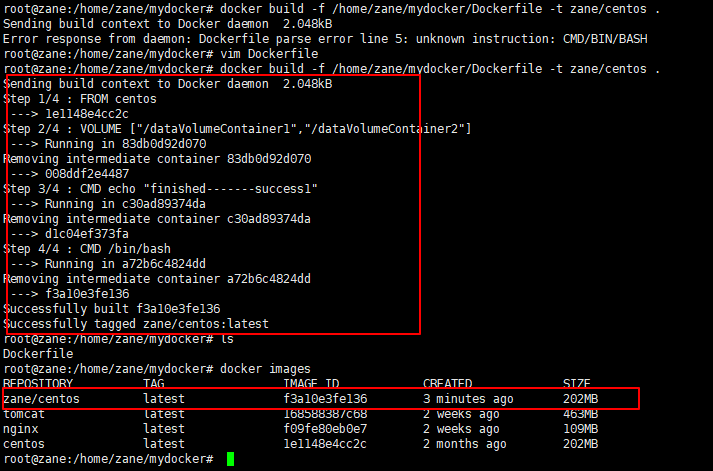 root@zane:/home/zane/mydocker# docker build -f /home/zane/mydocker/Dockerfile -t zane/centos .
Sending build context to Docker daemon  2.048kB
Error response from daemon: Dockerfile parse error line 5: unknown instruction: CMD/BIN/BASH
root@zane:/home/zane/mydocker# vim Dockerfile
root@zane:/home/zane/mydocker# docker build -f /home/zane/mydocker/Dockerfile -t zane/centos .
Sending build context to Docker daemon  2.048kB
Step 1/4 : FROM centos
 ---> 1e1148e4cc2c
Step 2/4 : VOLUME ["/dataVolumeContainer1","/dataVolumeContainer2"]
 ---> Running in 83db0d92d070
Removing intermediate container 83db0d92d070
 ---> 008ddf2e4487
Step 3/4 : CMD echo "finished-------success1"
 ---> Running in c30ad89374da
Removing intermediate container c30ad89374da
 ---> d1c04ef373fa
Step 4/4 : CMD /bin/bash
 ---> Running in a72b6c4824dd
Removing intermediate container a72b6c4824dd
 ---> f3a10e3fe136
Successfully built f3a10e3fe136
Successfully tagged zane/centos:latest
root@zane:/home/zane/mydocker# ls
Dockerfile
root@zane:/home/zane/mydocker# docker images
REPOSITORY          TAG                 IMAGE ID            CREATED             SIZE
zane/centos         latest              f3a10e3fe136        3 minutes ago       202MB
tomcat              latest              168588387c68        2 weeks ago         463MB
nginx               latest              f09fe80eb0e7        2 weeks ago         109MB
centos              latest              1e1148e4cc2c        2 months ago        202MB
root@zane:/home/zane/mydocker#